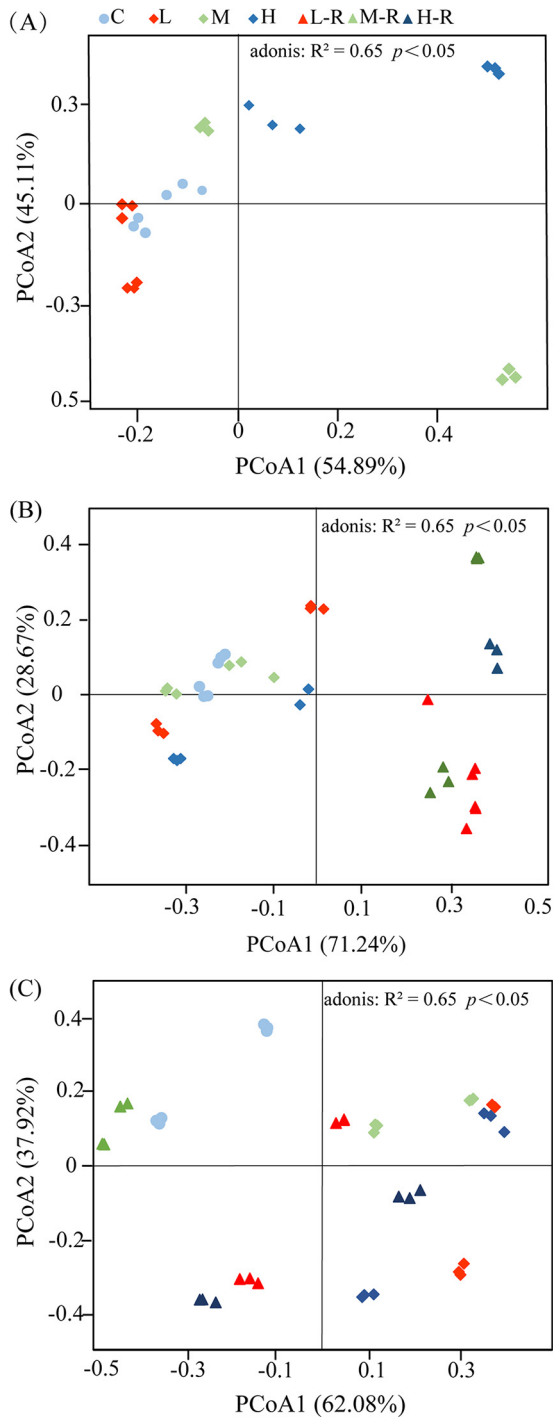 (A) C L M H L-R M-R H-R
adonis: R² = 0.65 p<0.05
0.3
0
-0.3
0.5
PCoA2 (45.11%)
-0.2 0 0.2 0.4
PCoA1 (54.89%)
(B)
adonis: R² = 0.65 p<0.05
0.4
0.2
0
-0.2
-0.4
PCoA2 (28.67%)
-0.3 -0.1 0.1 0.3 0.5
PCoA1 (71.24%)
(C)
adonis: R² = 0.65 p<0.05
0.4
0.2
0
-0.2
-0.4
PCoA2 (37.92%)
-0.5 -0.3 -0.1 0.1 0.3
PCoA1 (62.08%)